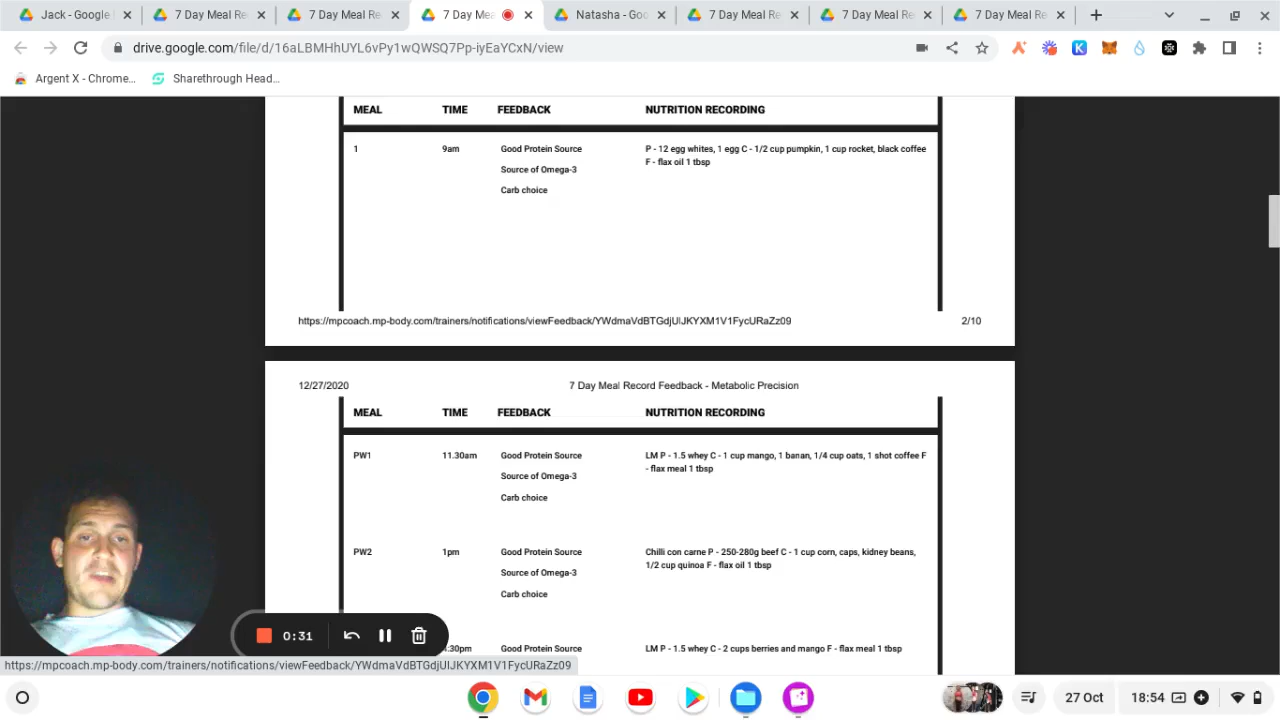 Jack - Google
7 Day Meal Re
7 Day Meal Re
7 Day Mea
Natasha - Goo
7 Day Meal Re
7 Day Meal Re
7 Day Meal Re
drive.google.com/file/d/16aLBMHhUYL6vPy1wQWSQ7Pp-iyEaYCxN/view
Argent X - Chrome...
Sharethrough Head...
MEAL TIME FEEDBACK NUTRITION RECORDING
1 9am Good Protein Source P - 12 egg whites, 1 egg C - 1/2 cup pumpkin, 1 cup rocket, black coffee
F - flax oil 1 tbsp
Source of Omega-3
Carb choice
https://mpcoach.mp-body.com/trainers/notifications/viewFeedback/YWdmaVdBTGdjUlJKYXM1V1FycURaZz09 2/10
12/27/2020 7 Day Meal Record Feedback - Metabolic Precision
MEAL TIME FEEDBACK NUTRITION RECORDING
PW1 11.30am Good Protein Source LM P - 1.5 whey C - 1 cup mango, 1 banan, 1/4 cup oats, 1 shot coffee F
- flax meal 1 tbsp
Source of Omega-3
Carb choice
PW2 1pm Good Protein Source Chilli con carne P - 250-280g beef C - 1 cup corn, caps, kidney beans,
1/2 cup quinoa F - flax oil 1 tbsp
Source of Omega-3
Carb choice
:30pm Good Protein Source LM P - 1.5 whey C - 2 cups berries and mango F - flax meal 1 tbsp
0:31
https://mpcoach.mp-body.com/trainers/notifications/viewFeedback/YWdmaVdBTGdjUlJKYXM1V1FycURaZz09
27 Oct 18:54